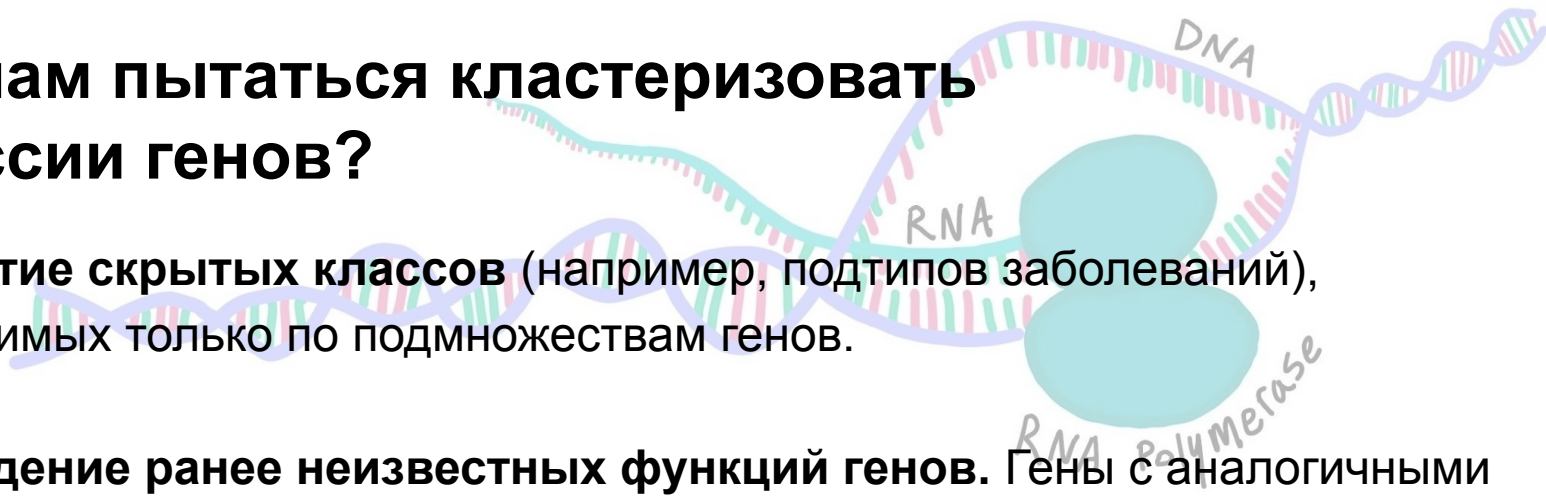 нам пытаться кластеризовать
ссии генов?
тие скрытых классов (например, подтипов заболеваний),
имых только по подмножествам генов.
дение ранее неизвестных функций генов. Гены с аналогичными
DNA
RNA
RNA Polymerase